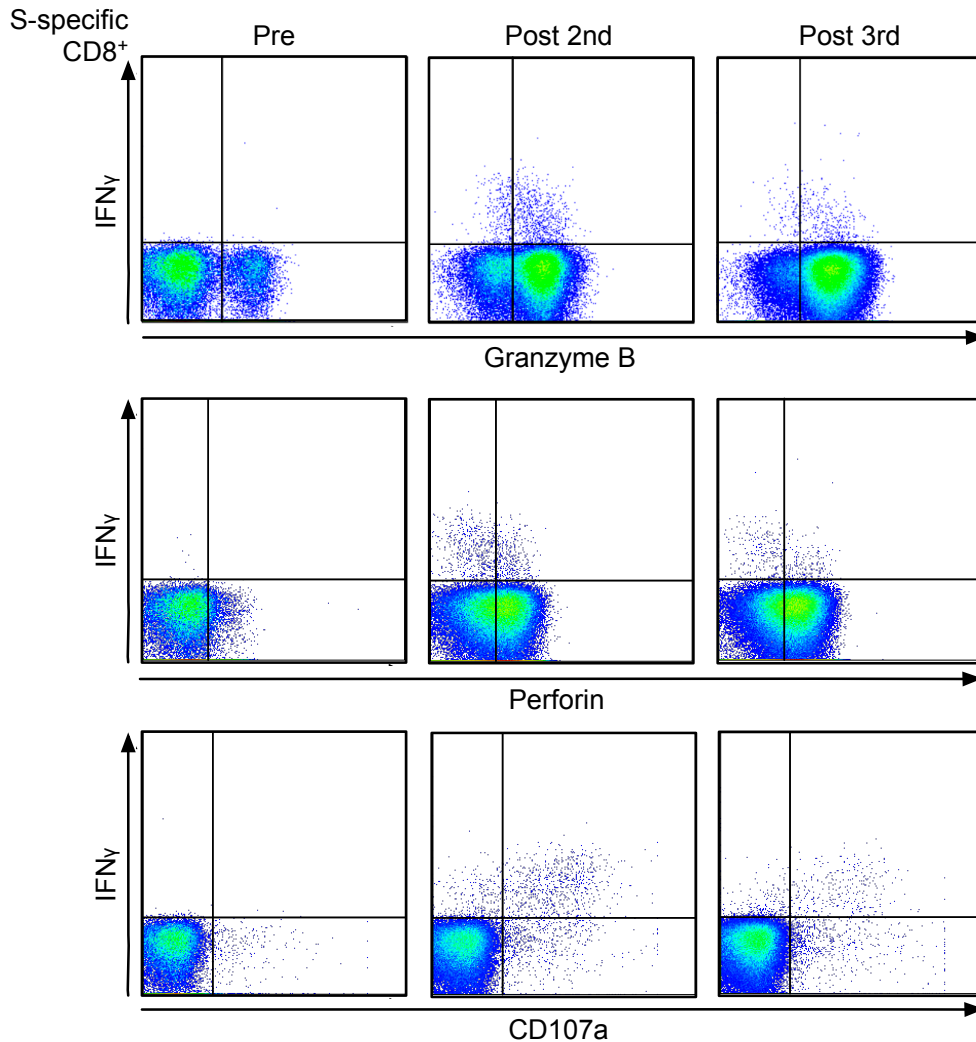 S-specific
CD8⁺
Pre
Post 2nd
Post 3rd
IFNγ
Granzyme B
IFNγ
Perforin
IFNγ
CD107a